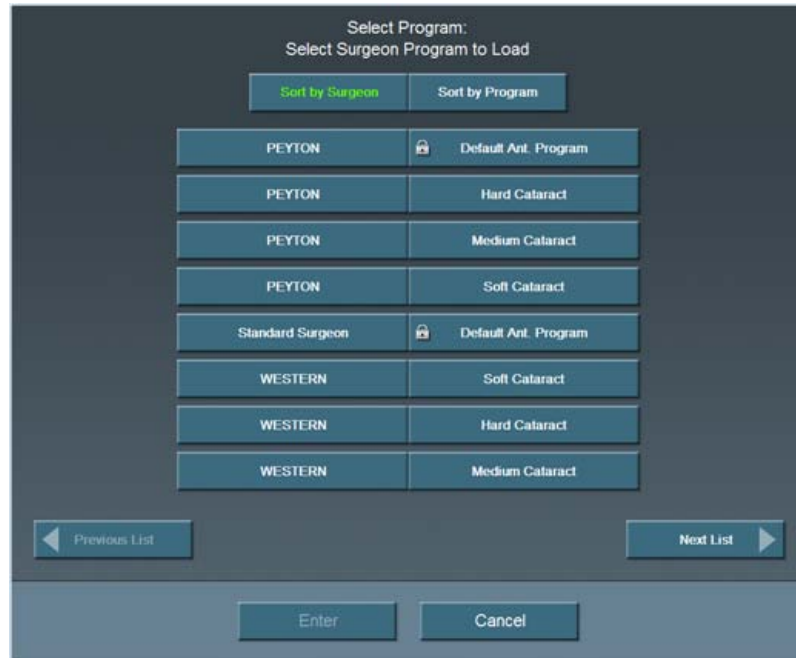 Select Program:
Select Surgeon Program to Load
Sort by Surgeon Sort by Program
PEYTON Default Ant. Program
PEYTON Hard Cataract
PEYTON Medium Cataract
PEYTON Soft Cataract
Standard Surgeon Default Ant. Program
WESTERN Soft Cataract
WESTERN Hard Cataract
WESTERN Medium Cataract
Previous List Next List
Enter Cancel